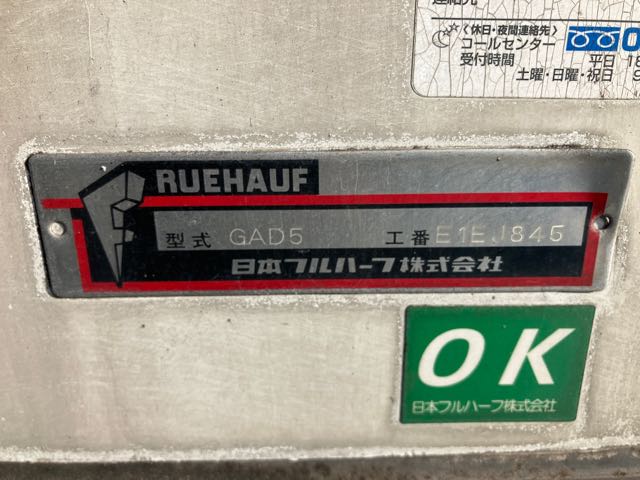 <休日・夜間連絡先>
コールセンター
受付時間 平日 18
土曜・日曜・祝日 9
RUEHAUF
型式 GAD5 工番 E1EJ845
日本フルハーフ株式会社
OK
日本フルハーフ株式会社